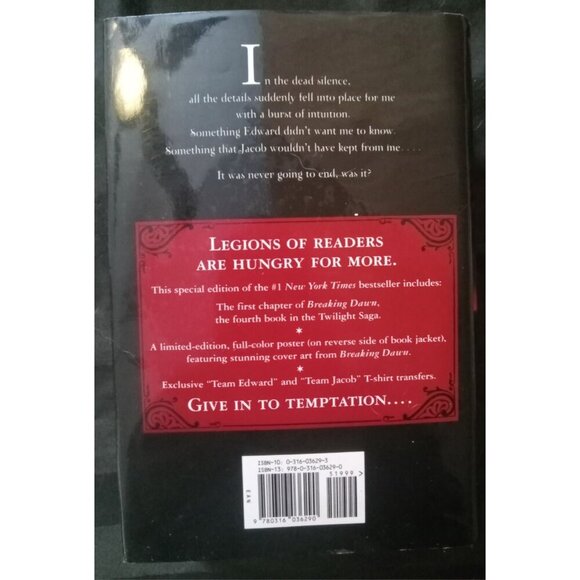 In the dead silence,
all the details suddenly fell into place for me
with a burst of intuition.
Something Edward didn't want me to know.
Something that Jacob wouldn't have kept from me. . . .
It was never going to end, was it?
LEGIONS OF READERS
ARE HUNGRY FOR MORE.
This special edition of the #1 New York Times bestseller includes:
The first chapter of Breaking Dawn,
the fourth book in the Twilight Saga.
*
A limited-edition, full-color poster (on reverse side of book jacket),
featuring stunning cover art from Breaking Dawn.
*
Exclusive "Team Edward" and "Team Jacob" T-shirt transfers.
GIVE IN TO TEMPTATION....
ISBN-10: 0-316-03629-3
ISBN-13: 978-0-316-03629-0
51999>
EAN
9 780316 036290